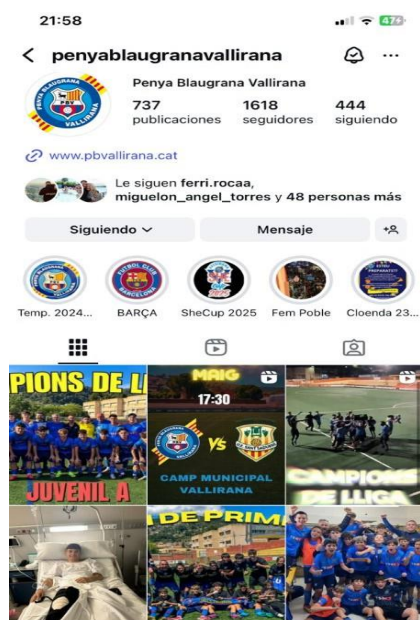 21:58
47
penyablaugranavallirana
Penya Blaugrana Vallirana
737 1618 444
publicaciones seguidores siguiendo
www.pbvallirana.cat
Le siguen ferri.rocaa,
miguelon_angel_torres y 48 personas más
Siguiendo Mensaje
Temp. 2024... BARÇA SheCup 2025 Fem Poble Cloenda 23...
PIONS DE LI
JUVENIL A
MAIG
17:30
VS
CAMP MUNICIPAL
VALLIRANA
CAMPIONS
DE LLIGA
I DE PRIM